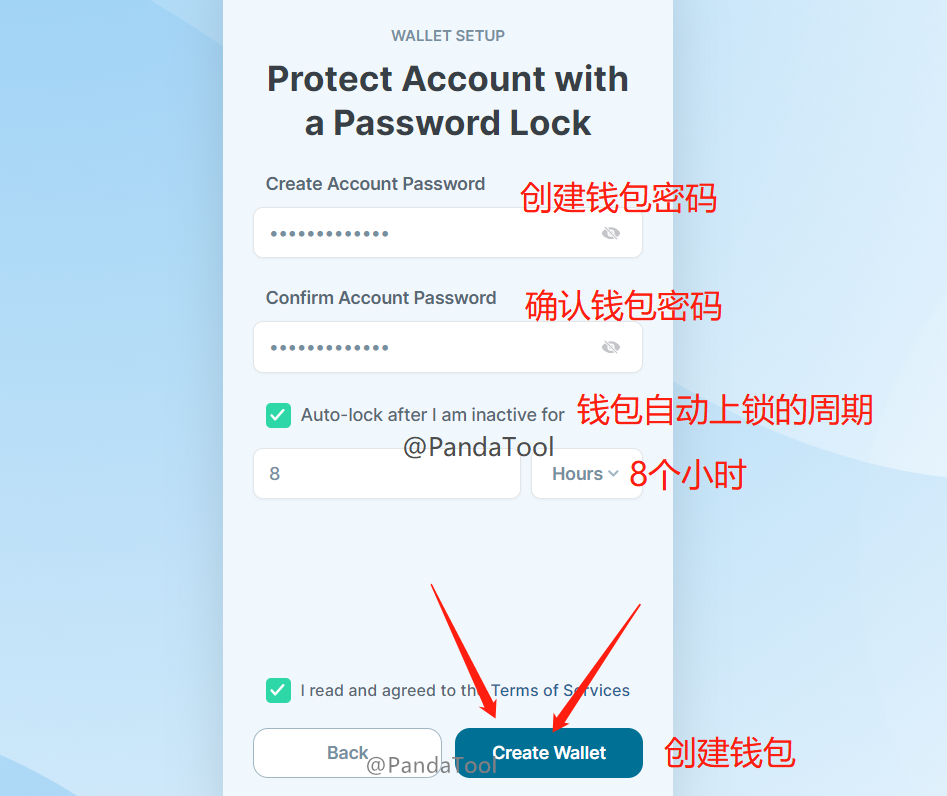 WALLET SETUP
Protect Account with
a Password Lock
Create Account Password
创建钱包密码
Confirm Account Password
确认钱包密码
Auto-lock after I am inactive for
钱包自动上锁的周期
@PandaTool
8
Hours
8个小时
I read and agreed to the Terms of Services
Back
Create Wallet
创建钱包
@PandaTool